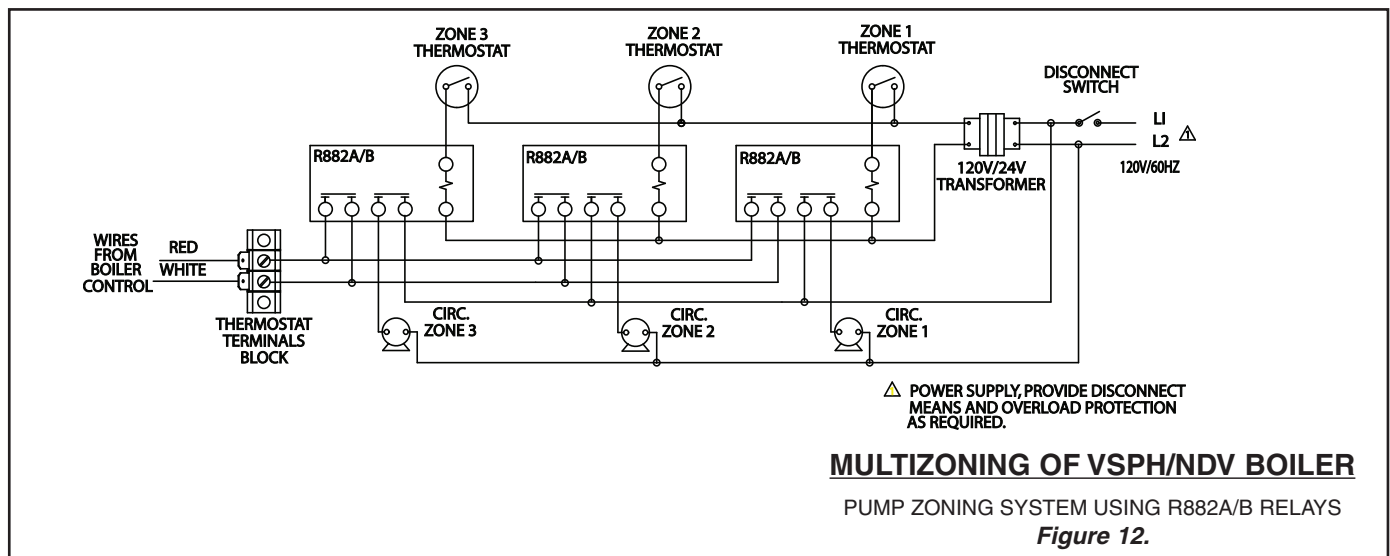 ZONE 3
THERMOSTAT
ZONE 2
THERMOSTAT
ZONE 1
THERMOSTAT
DISCONNECT
SWITCH
LI
L2
1
120V/60HZ
120V/24V
TRANSFORMER
R882A/B
R882A/B
R882A/B
WIRES
FROM
BOILER
CONTROL
RED
WHITE
THERMOSTAT
TERMINALS
BLOCK
CIRC.
ZONE 3
CIRC.
ZONE 2
CIRC.
ZONE 1
1 POWER SUPPLY, PROVIDE DISCONNECT
MEANS AND OVERLOAD PROTECTION
AS REQUIRED.
MULTIZONING OF VSPH/NDV BOILER
PUMP ZONING SYSTEM USING R882A/B RELAYS
Figure 12.